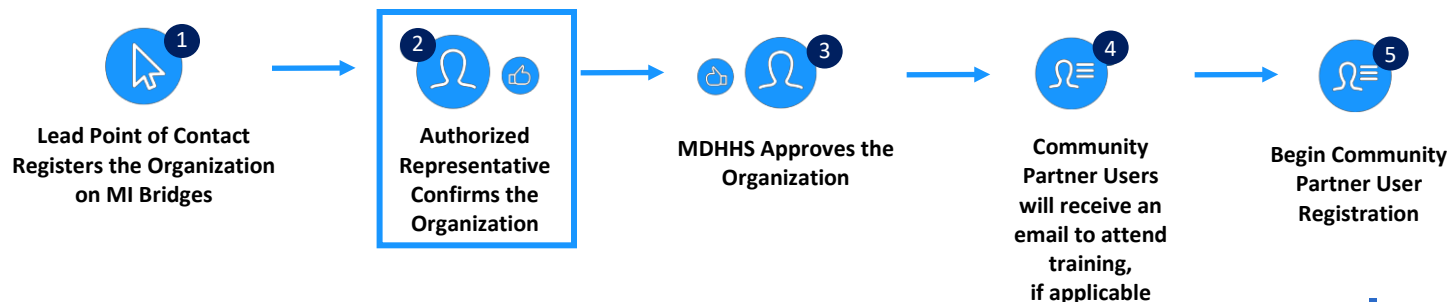 1
Lead Point of Contact
Registers the Organization
on MI Bridges
2
Authorized
Representative
Confirms the
Organization
3
MDHHS Approves the
Organization
4
Community
Partner Users
will receive an
email to attend
training,
if applicable
5
Begin Community
Partner User
Registration